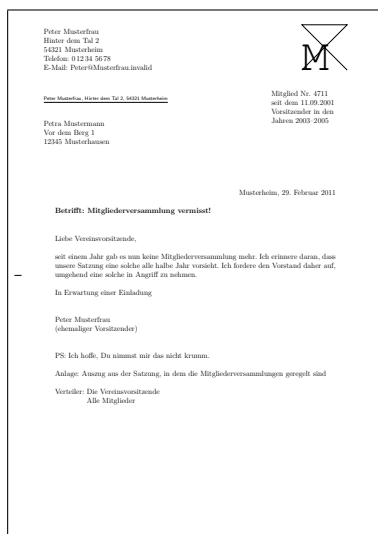 Peter Musterfrau
Hinter dem Tal 2
54321 Musterheim
Telefon: 0 12 34 56 78
E-Mail: Peter@Musterfrau.invalid
M
Peter Musterfrau, Hinter dem Tal 2, 54321 Musterheim
Mitglied Nr. 4711
seit dem 11.09.2001
Vorsitzender in den
Jahren 2003–2005
Petra Mustermann
Vor dem Berg 1
12345 Musterhausen
Musterheim, 29. Februar 2011
Betrifft: Mitgliederversammlung vermisst!
Liebe Vereinsvorsitzende,
seit einem Jahr gab es nun keine Mitgliederversammlung mehr. Ich erinnere daran, dass
unsere Satzung eine solche alle halbe Jahr vorsieht. Ich fordere den Vorstand daher auf,
umgehend eine solche in Angriff zu nehmen.
In Erwartung einer Einladung
Peter Musterfrau
(ehemaliger Vorsitzender)
PS: Ich hoffe, Du nimmst mir das nicht krumm.
Anlage: Auszug aus der Satzung, in dem die Mitgliederversammlungen geregelt sind
Verteiler: Die Vereinsvorsitzende
Alle Mitglieder